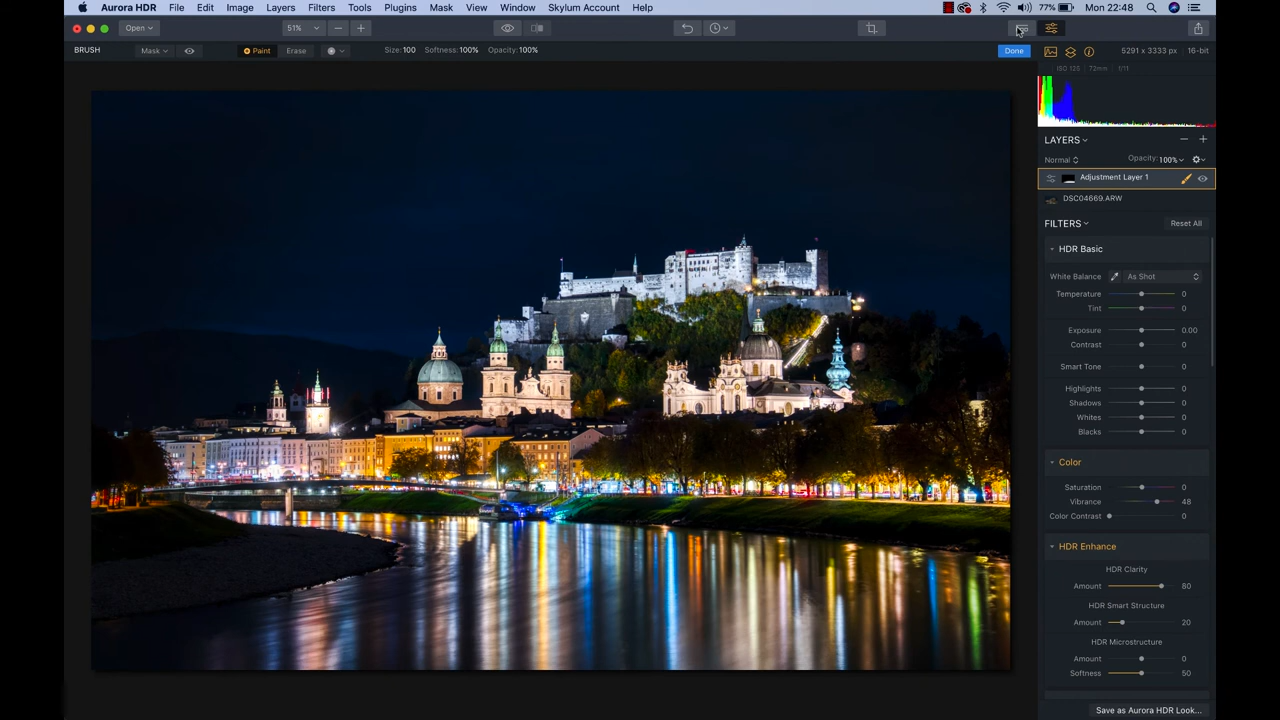 Aurora HDR File Edit Image Layers Filters Tools Plugins Mask View Window Skylum Account Help 77% Mon 22:48
Open 51%
BRUSH Mask Paint Erase Size:100 Softness:100% Opacity:100% Done 5291 x 3333 px 16-bit
ISO 125 72mm f/11
LAYERS
Normal Opacity:100%
Adjustment Layer 1
DSC04669.ARW
FILTERS Reset All
HDR Basic
White Balance As Shot
Temperature 0
Tint 0
Exposure 0.00
Contrast 0
Smart Tone 0
Highlights 0
Shadows 0
Whites 0
Blacks 0
Color
Saturation 0
Vibrance 48
Color Contrast 0
HDR Enhance
HDR Clarity
Amount 80
HDR Smart Structure
Amount 20
HDR Microstructure
Amount 0
Softness 50
Save as Aurora HDR Look...